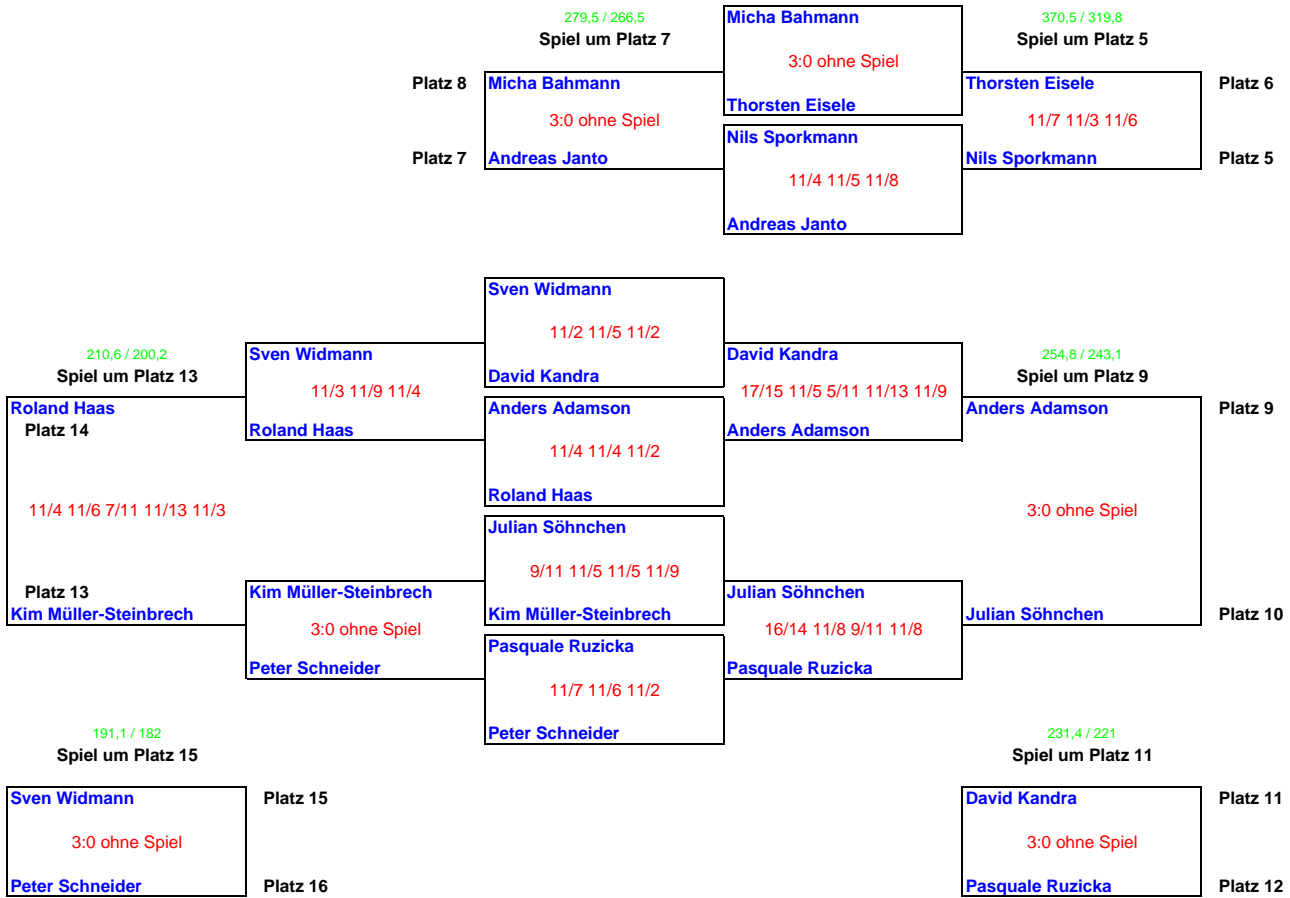 279,5 / 266,5 Micha Bahmann 370,5 / 319,8
Spiel um Platz 7 Spiel um Platz 5
3:0 ohne Spiel
Platz 8 Micha Bahmann Thorsten Eisele Platz 6
Thorsten Eisele
3:0 ohne Spiel 11/7 11/3 11/6
Nils Sporkmann
Platz 7 Andreas Janto Nils Sporkmann Platz 5
11/4 11/5 11/8
Andreas Janto
Sven Widmann
11/2 11/5 11/2
210,6 / 200,2 Sven Widmann David Kandra 254,8 / 243,1
Spiel um Platz 13 David Kandra Spiel um Platz 9
11/3 11/9 11/4 17/15 11/5 5/11 11/13 11/9
Roland Haas Anders Adamson Anders Adamson Platz 9
Platz 14 Roland Haas Anders Adamson
11/4 11/4 11/2
Roland Haas
11/4 11/6 7/11 11/13 11/3 3:0 ohne Spiel
Julian Söhnchen
9/11 11/5 11/5 11/9
Platz 13 Kim Müller-Steinbrech Julian Söhnchen
Kim Müller-Steinbrech Kim Müller-Steinbrech Julian Söhnchen Platz 10
3:0 ohne Spiel 16/14 11/8 9/11 11/8
Pasquale Ruzicka
Peter Schneider Pasquale Ruzicka
11/7 11/6 11/2
191,1 / 182 Peter Schneider 231,4 / 221
Spiel um Platz 15 Spiel um Platz 11
Sven Widmann Platz 15 David Kandra Platz 11
3:0 ohne Spiel 3:0 ohne Spiel
Peter Schneider Platz 16 Pasquale Ruzicka Platz 12